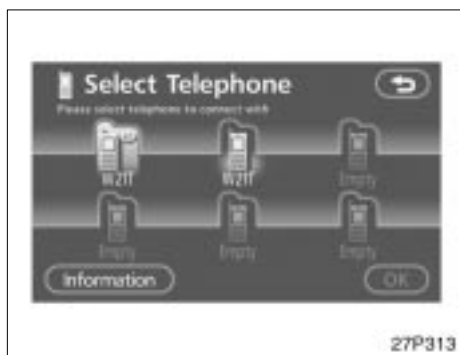 Select Telephone
Please select telephone to connect with
W21T W21T Empty
Empty Empty Empty
Information OK
27P313